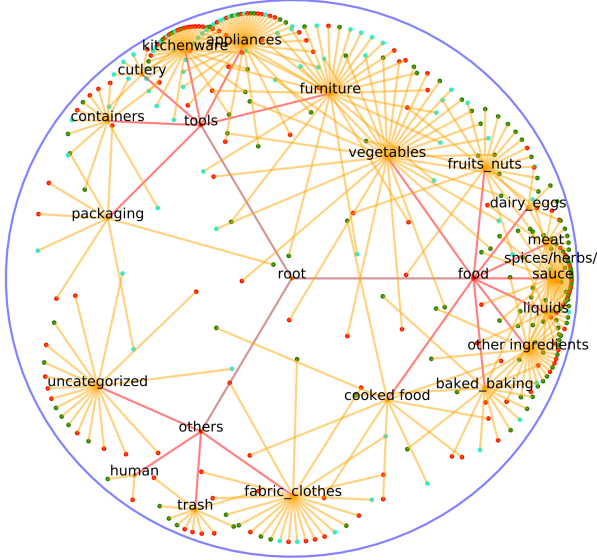 kitchenware
appliances
cutlery
furniture
containers
tools
vegetables
fruits_nuts
dairy_eggs
packaging
meat
spices/herbs/
sauce
root
food
liquids
other ingredients
uncategorized
baked_baking
cooked food
others
human
fabric_clothes
trash